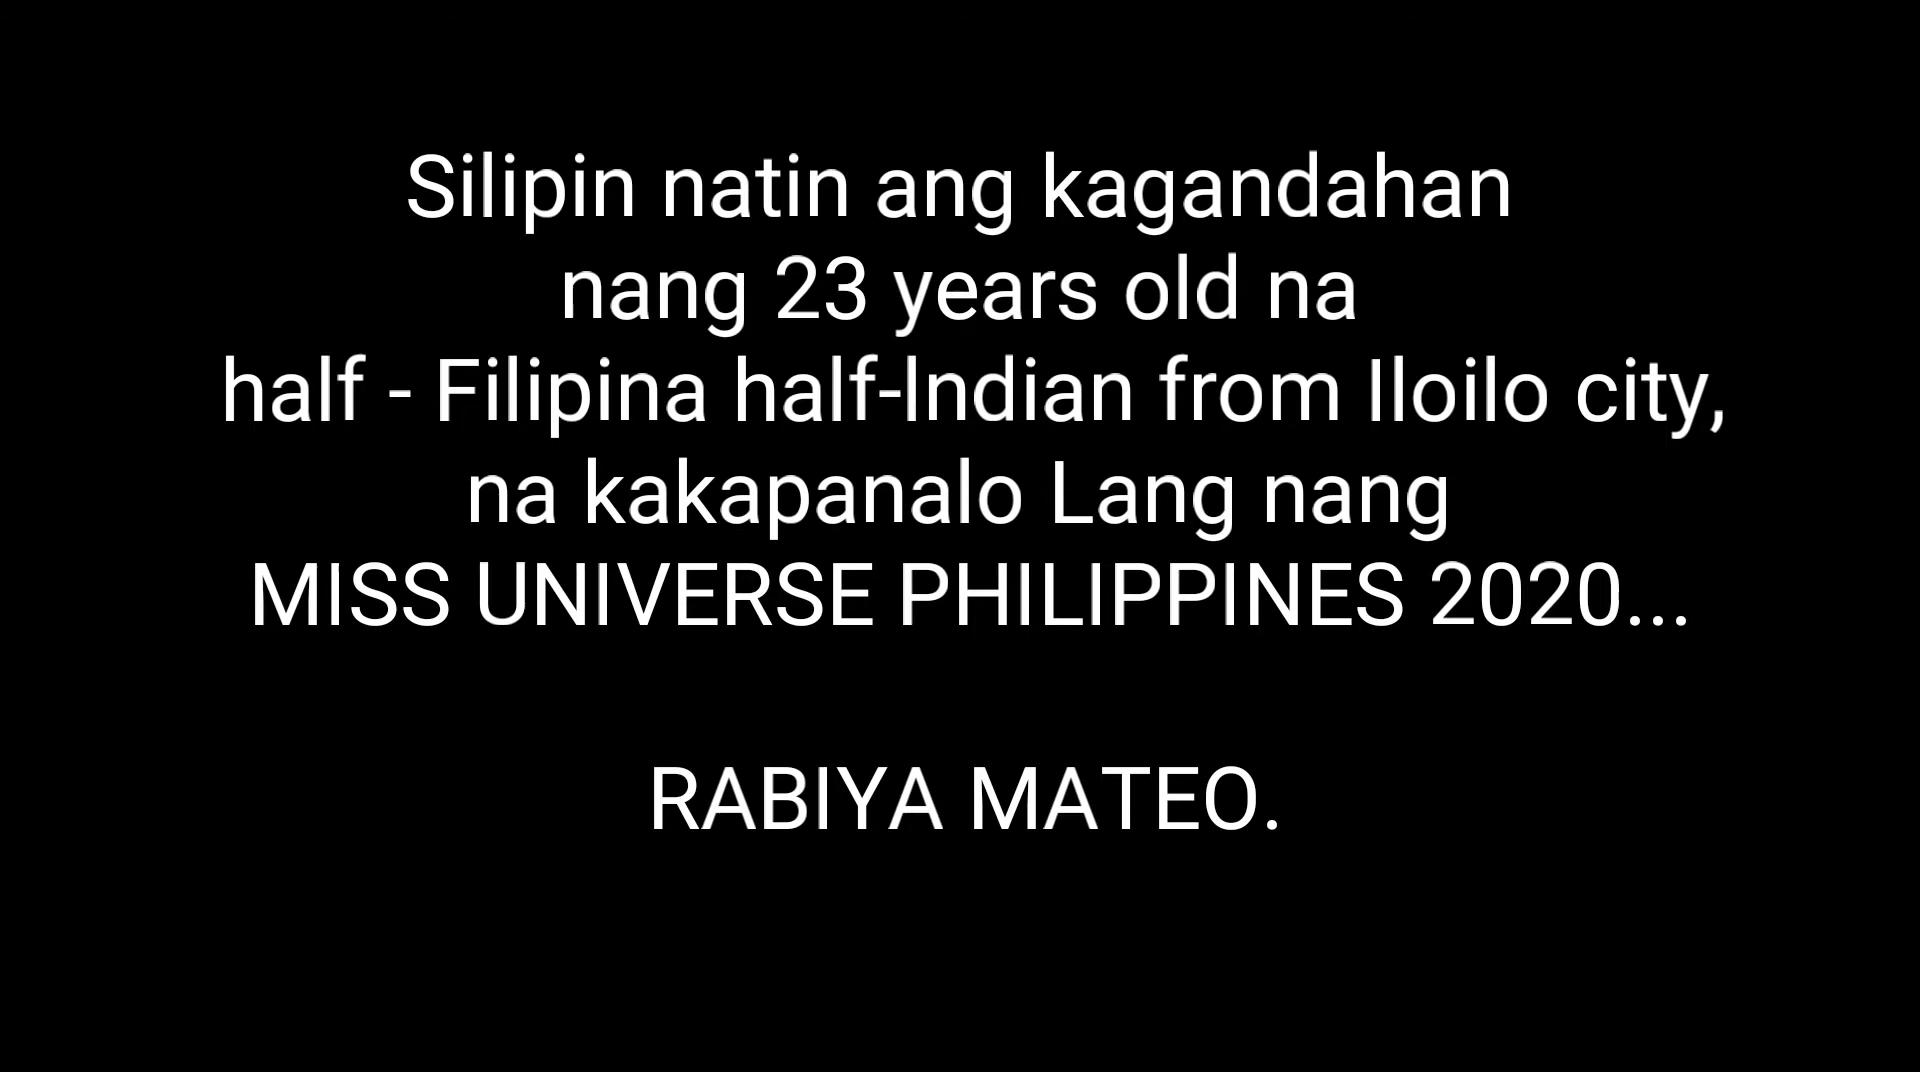 Silipin natin ang kagandahan
nang 23 years old na
half - Filipina half-Indian from Iloilo city,
na kakapanalo Lang nang
MISS UNIVERSE PHILIPPINES 2020...
RABIYA MATEO.